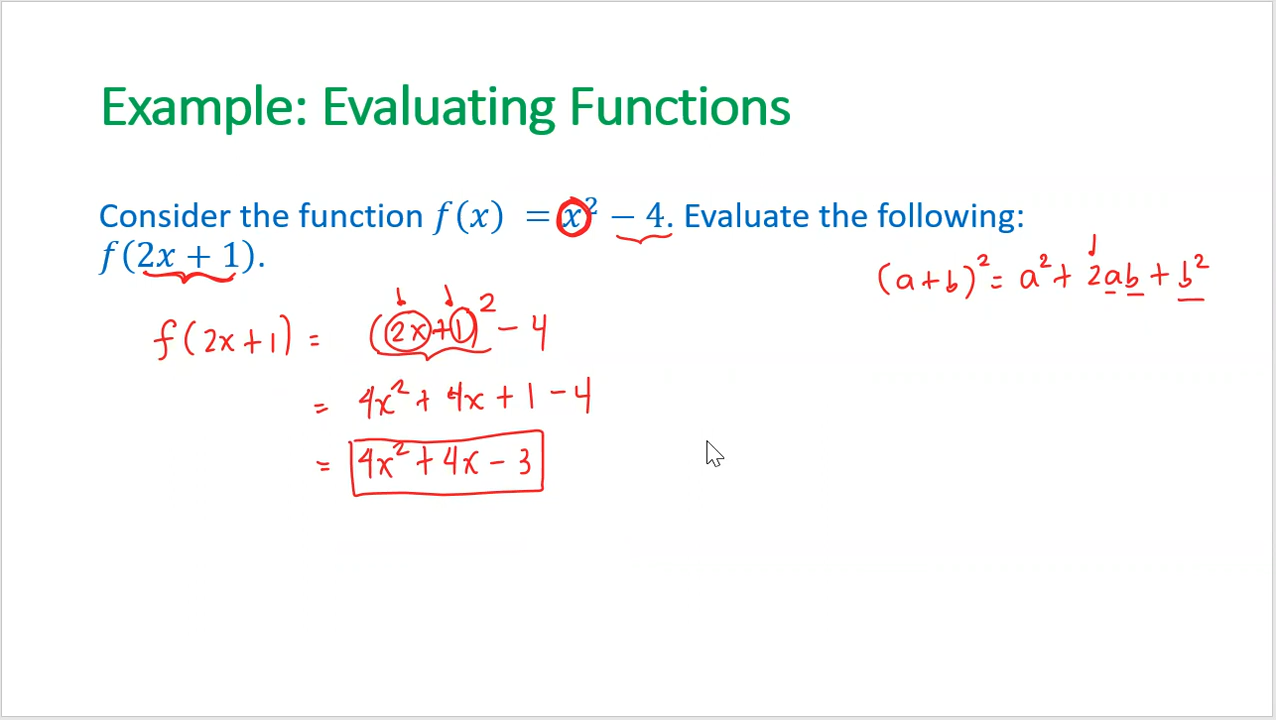 Example: Evaluating Functions
Consider the function f(x) = x² − 4. Evaluate the following:
f(2x + 1).
(a+b)² = a² + 2ab + b²
f(2x+1) = (2x+1)² − 4
= 4x² + 4x + 1 − 4
= 4x² + 4x − 3